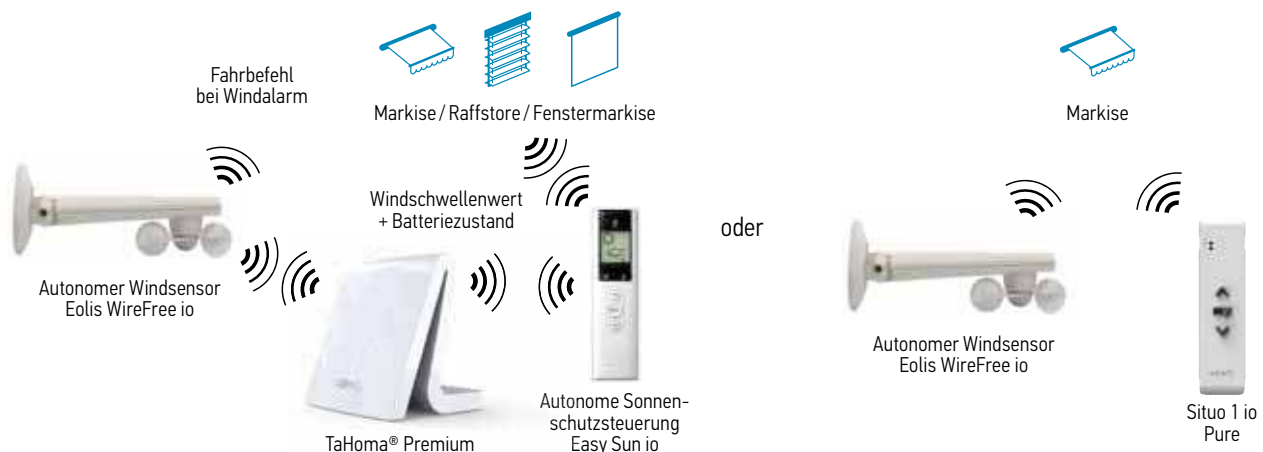 Fahrbefehl
bei Windalarm
Markise / Raffstore / Fenstermarkise
Markise
Windschwellenwert
+ Batteriezustand
oder
Autonomer Windsensor
Eolis WireFree io
TaHoma® Premium
Autonome Sonnen-
schutzsteuerung
Easy Sun io
Autonomer Windsensor
Eolis WireFree io
Situo 1 io
Pure